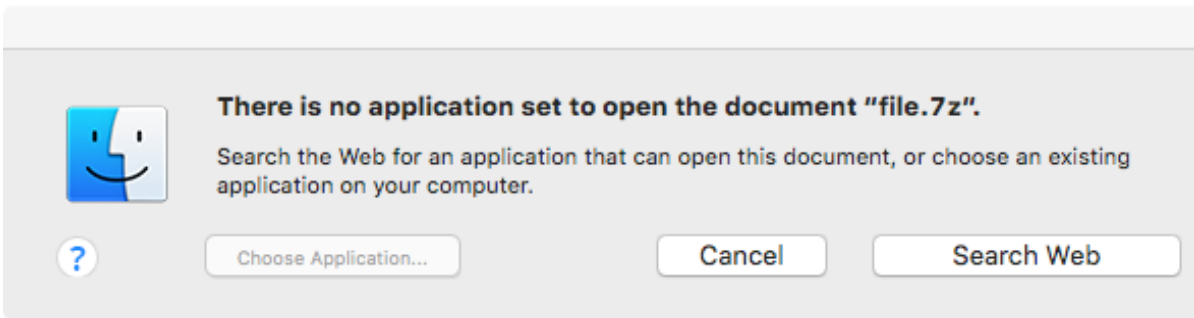 There is no application set to open the document “file.7z”.
Search the Web for an application that can open this document, or choose an existing
application on your computer.
?
Choose Application...
Cancel
Search Web